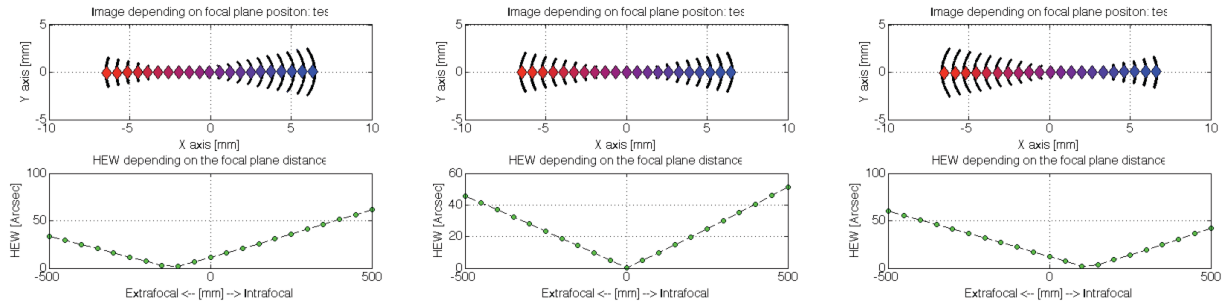 Image depending on focal plane positon: tes
Y axis [mm]
5
0
-5
-10
-5
0
5
10
X axis [mm]
HEW depending on the focal plane distance
HEW [Arcsec]
100
50
0
-500
0
500
Extrafocal <-- [mm] --> Intrafocal
Image depending on focal plane positon: tes
Y axis [mm]
5
0
-5
-10
-5
0
5
10
X axis [mm]
HEW depending on the focal plane distance
HEW [Arcsec]
60
40
20
0
-500
0
500
Extrafocal <-- [mm] --> Intrafocal
Image depending on focal plane positon: tes
Y axis [mm]
5
0
-5
-10
-5
0
5
10
X axis [mm]
HEW depending on the focal plane distance
HEW [Arcsec]
100
50
0
-500
0
500
Extrafocal <-- [mm] --> Intrafocal